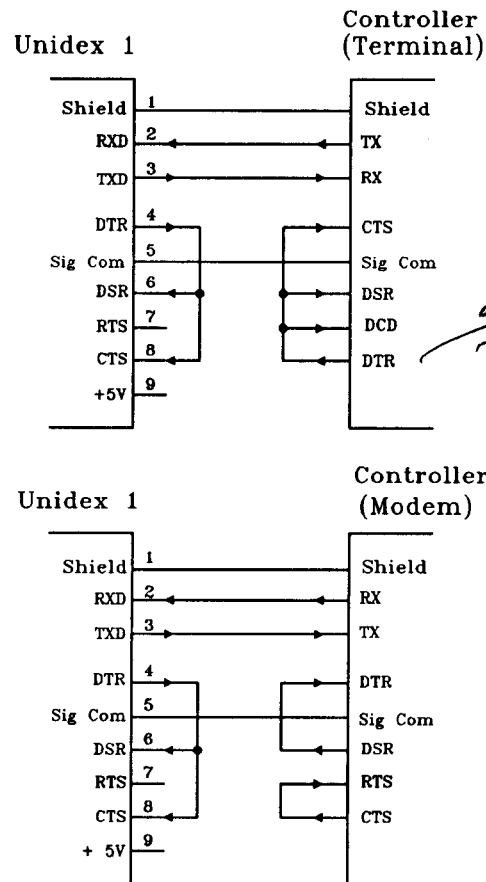 Controller
Unidex 1 (Terminal)
Shield 1 Shield
RXD 2 TX
TXD 3 RX
DTR 4 CTS
Sig Com 5 Sig Com
DSR 6 DSR
RTS 7 DCD
CTS 8 DTR
+5V 9
Controller
Unidex 1 (Modem)
Shield 1 Shield
RXD 2 RX
TXD 3 TX
DTR 4 DTR
Sig Com 5 Sig Com
DSR 6 DSR
RTS 7 RTS
CTS 8 CTS
+ 5V 9